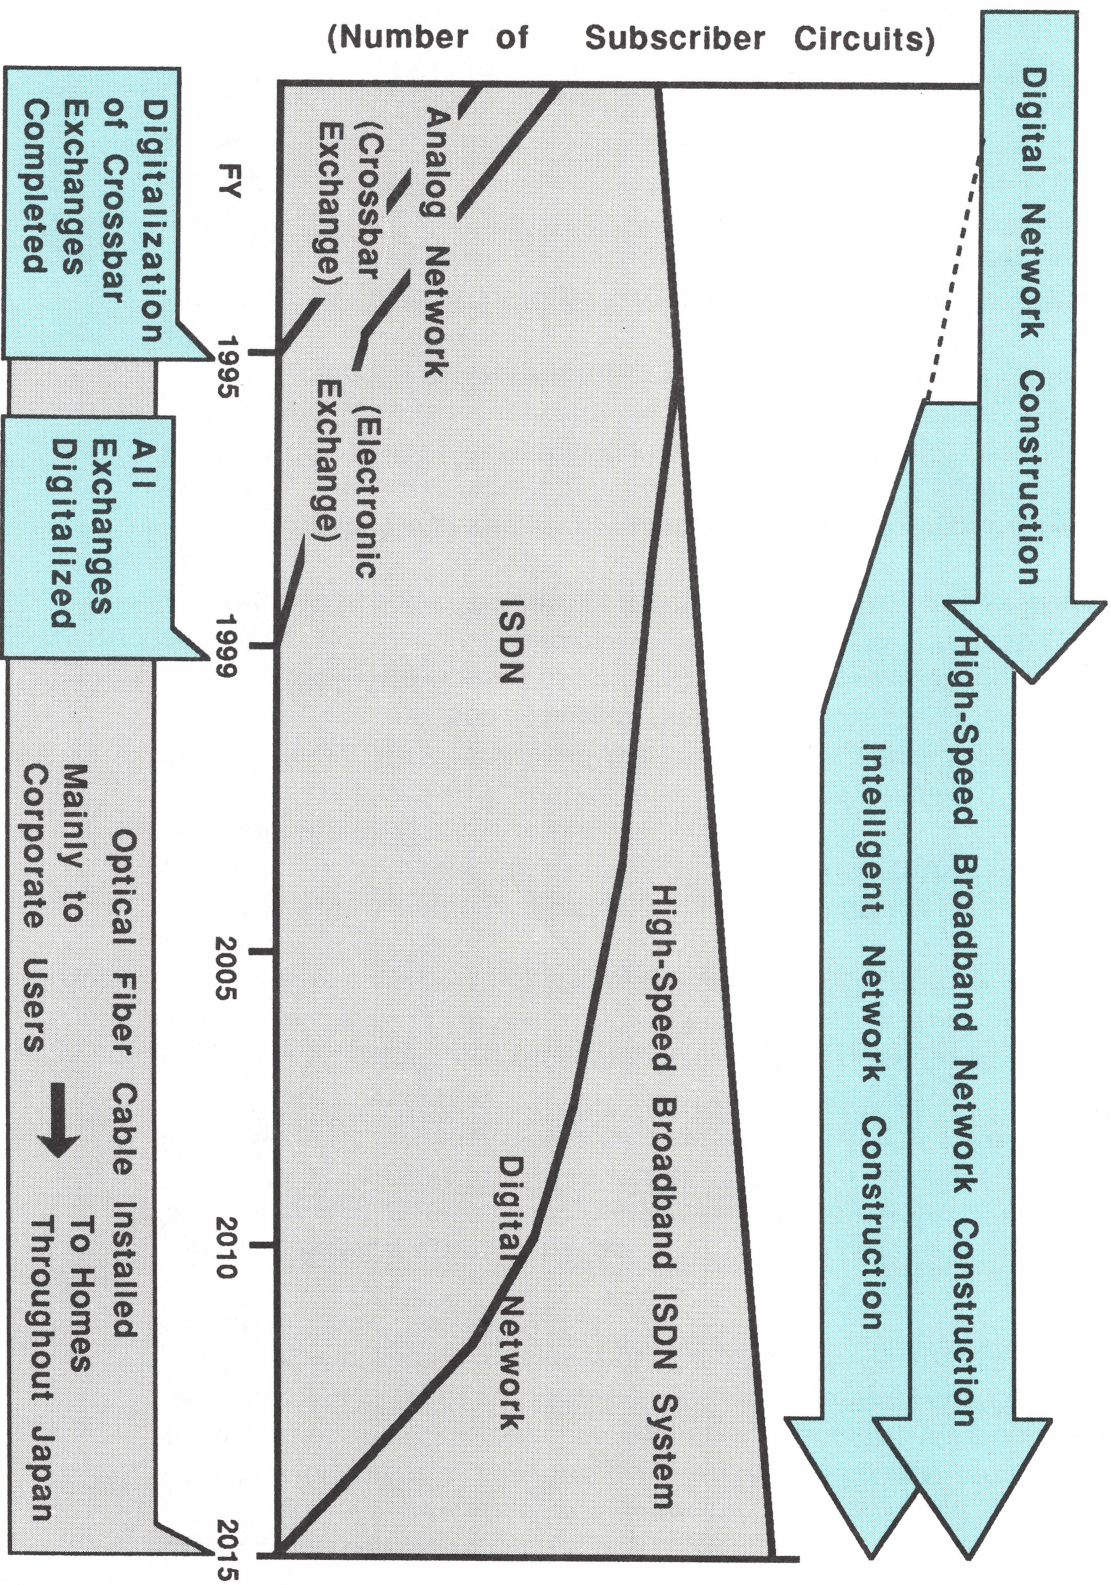 Digital Network Construction
High-Speed Broadband Network Construction
Intelligent Network Construction
(Number of Subscriber Circuits)
High-Speed Broadband ISDN System
ISDN
Digital Network
Analog Network
(Crossbar
Exchange)
(Electronic
Exchange)
FY
1995
1999
2005
2010
2015
Digitalization
of Crossbar
Exchanges
Completed
All
Exchanges
Digitalized
Optical Fiber Cable Installed
Mainly to
Corporate Users
To Homes
Throughout Japan